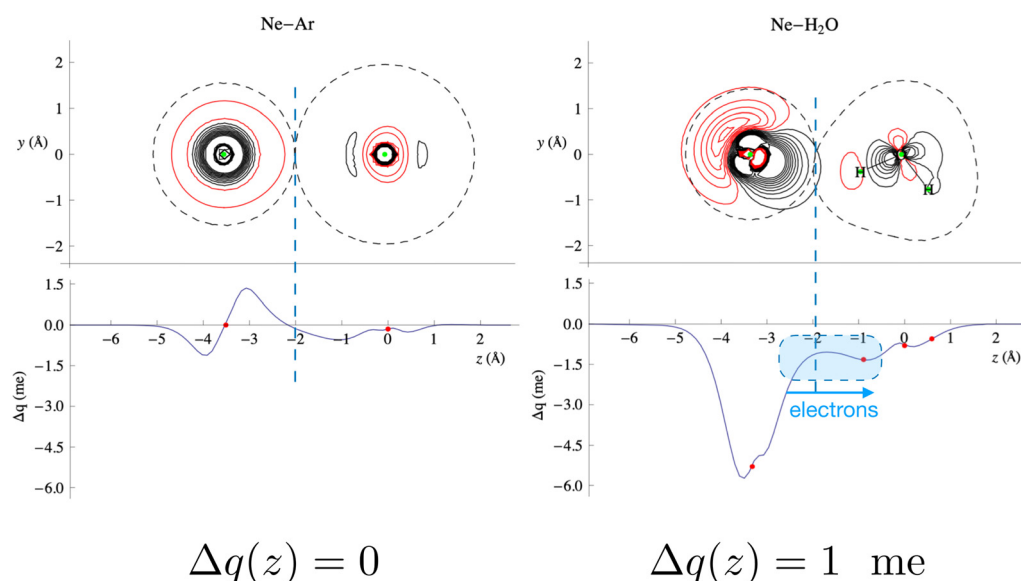 Ne−Ar
Ne−H₂O
2
1
y (Å) 0
−1
−2
2
1
y (Å) 0
−1
−2
H
H
1.5
0.0
−1.5
−3.0
−4.5
−6.0
Δq (me)
−6 −5 −4 −3 −2 −1 0 1 2
z (Å)
1.5
0.0
−1.5
−3.0
−4.5
−6.0
Δq (me)
−6 −5 −4 −3 −2 −1 0 1 2
z (Å)
electrons
Δq(z) = 0
Δq(z) = 1 me